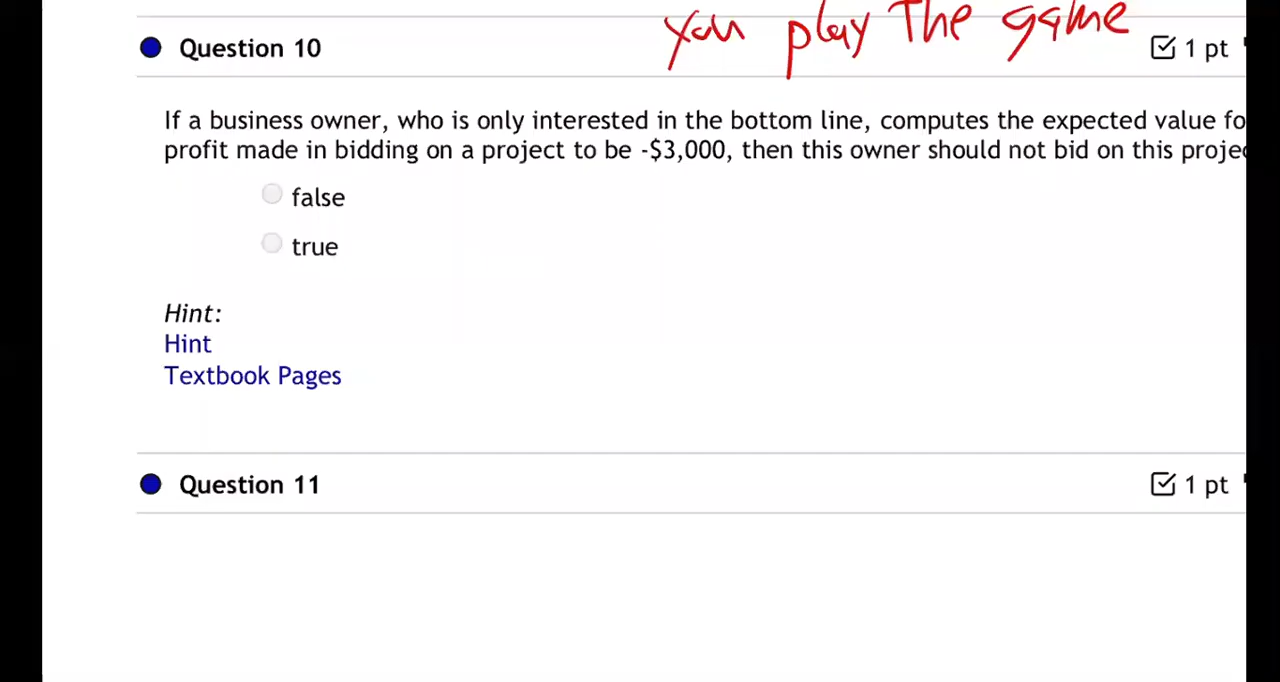 you play The game
Question 10
1 pt
If a business owner, who is only interested in the bottom line, computes the expected value fo
profit made in bidding on a project to be -$3,000, then this owner should not bid on this projec
false
true
Hint:
Hint
Textbook Pages
Question 11
1 pt